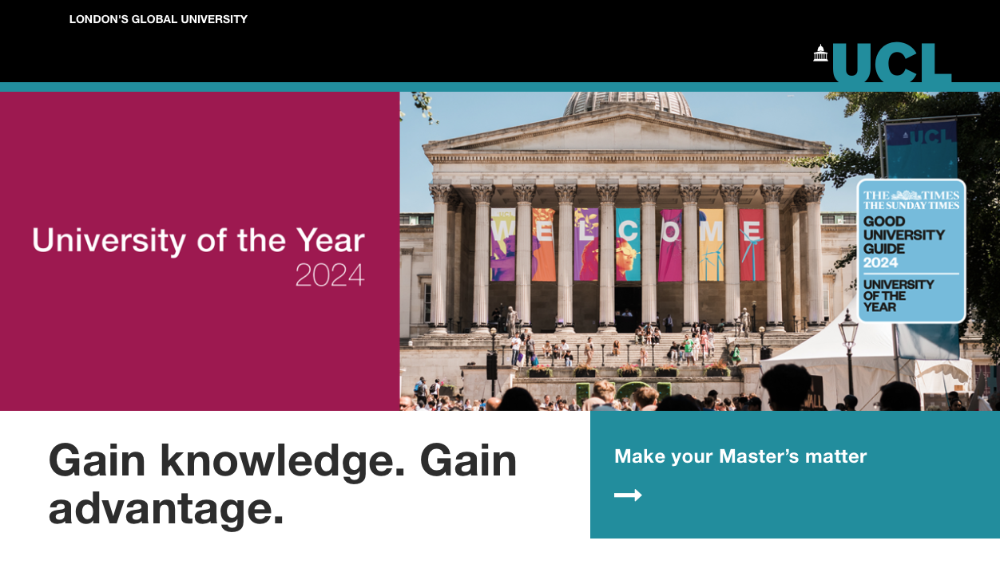 LONDON'S GLOBAL UNIVERSITY
UCL
University of the Year
2024
UCL
WELCOME
UCL
THE TIMES
THE SUNDAY TIMES
GOOD
UNIVERSITY
GUIDE
2024
UNIVERSITY
OF THE
YEAR
Gain knowledge. Gain
advantage.
Make your Master’s matter